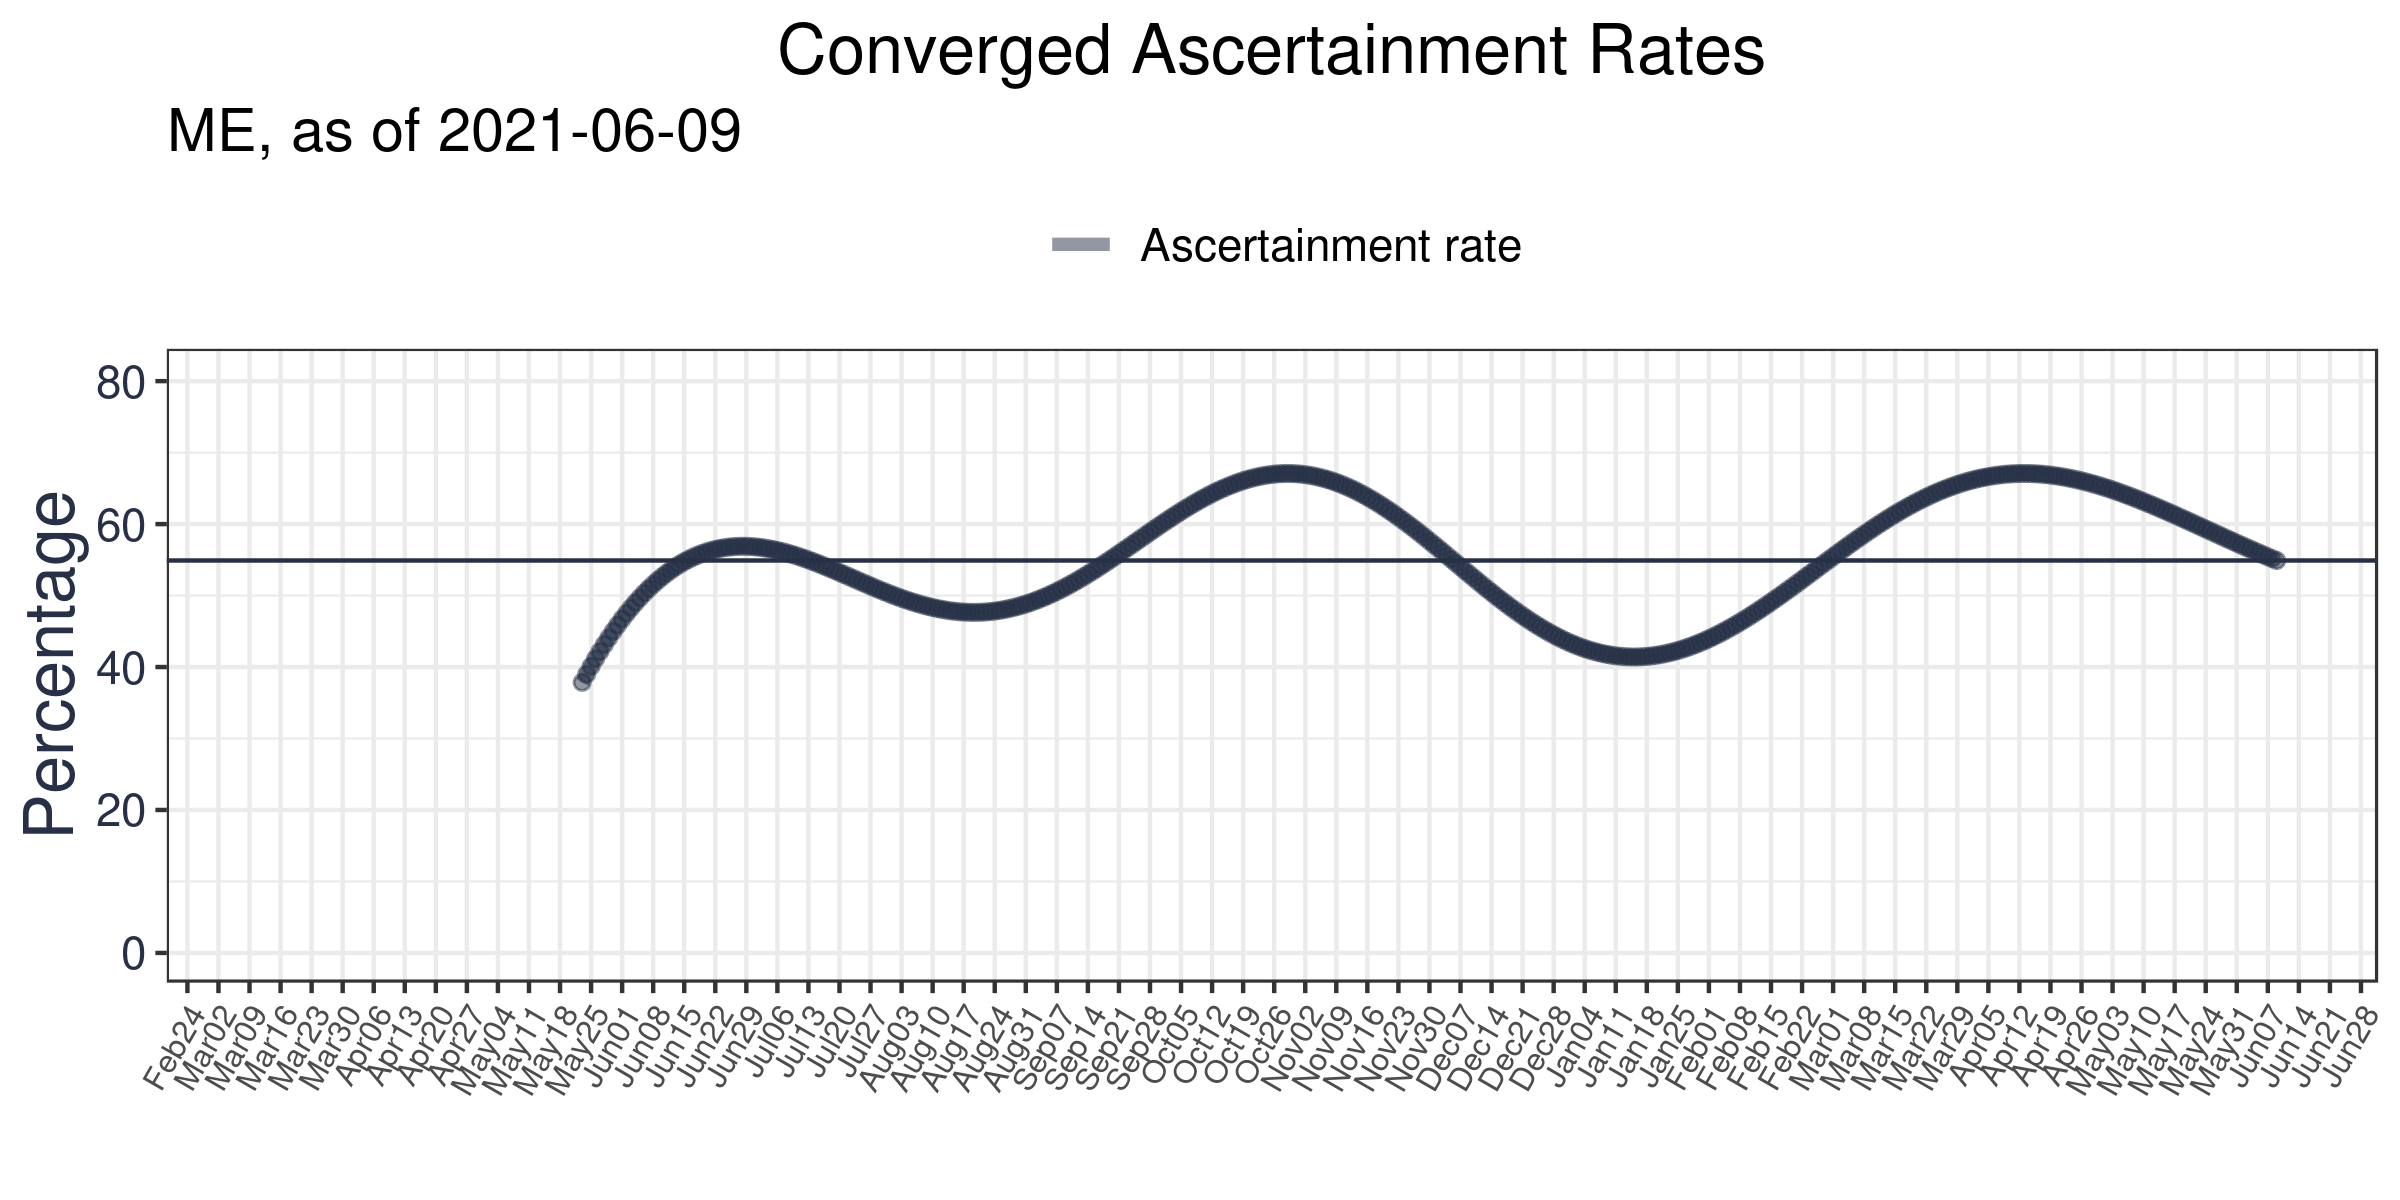 Converged Ascertainment Rates
ME, as of 2021-06-09
Ascertainment rate
Percentage
80
60
40
20
0
Feb24
Mar02
Mar09
Mar16
Mar23
Mar30
Apr06
Apr13
Apr20
Apr27
May04
May11
May18
May25
Jun01
Jun08
Jun15
Jun22
Jun29
Jul06
Jul13
Jul20
Jul27
Aug03
Aug10
Aug17
Aug24
Aug31
Sep07
Sep14
Sep21
Sep28
Oct05
Oct12
Oct19
Oct26
Nov02
Nov09
Nov16
Nov23
Nov30
Dec07
Dec14
Dec21
Dec28
Jan04
Jan11
Jan18
Jan25
Feb01
Feb08
Feb15
Feb22
Mar01
Mar08
Mar15
Mar22
Mar29
Apr05
Apr12
Apr19
Apr26
May03
May10
May17
May24
May31
Jun07
Jun14
Jun21
Jun28